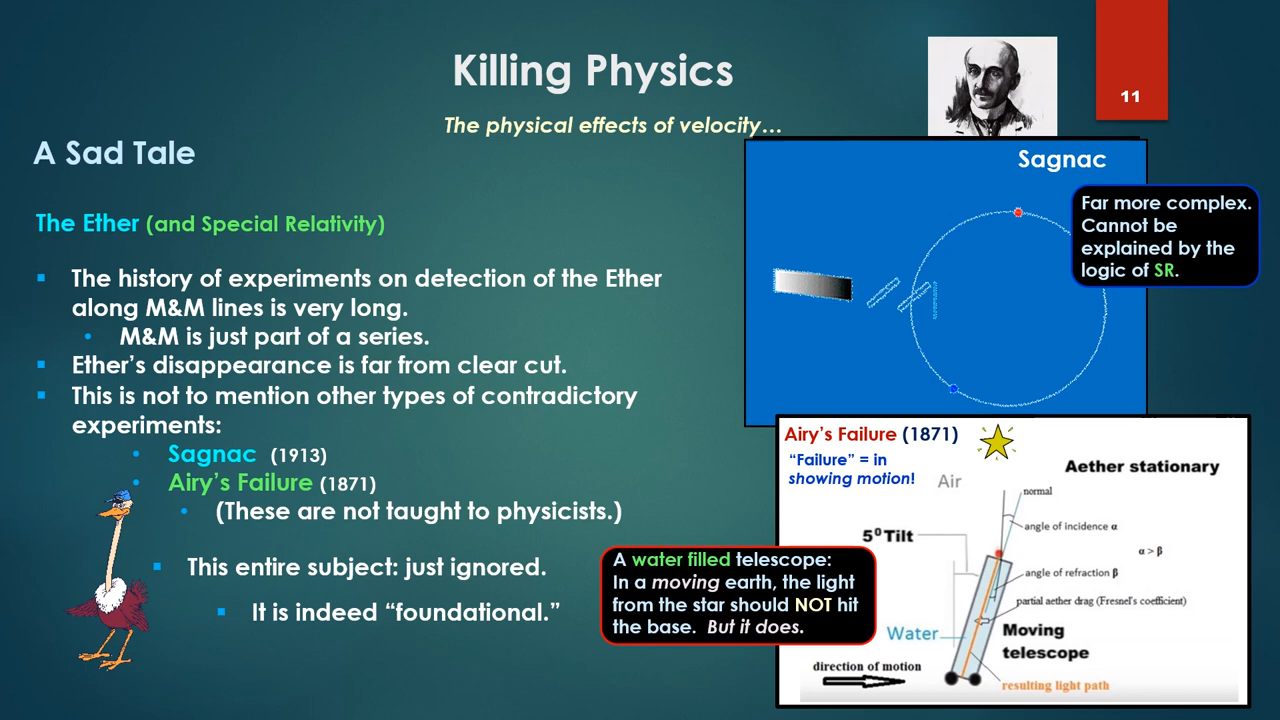 Killing Physics
11
The physical effects of velocity…
A Sad Tale
The Ether (and Special Relativity)
▪ The history of experiments on detection of the Ether
along M&M lines is very long.
• M&M is just part of a series.
▪ Ether’s disappearance is far from clear cut.
▪ This is not to mention other types of contradictory
experiments:
• Sagnac (1913)
• Airy’s Failure (1871)
• (These are not taught to physicists.)
▪ This entire subject: just ignored.
▪ It is indeed “foundational.”
Sagnac
Far more complex.
Cannot be
explained by the
logic of SR.
Airy’s Failure (1871)
“Failure” = in
showing motion!
Air
Aether stationary
normal
angle of incidence α
5⁰ Tilt
α > β
angle of refraction β
partial aether drag (Fresnel's coefficient)
Water
Moving
telescope
direction of motion
resulting light path
A water filled telescope:
In a moving earth, the light
from the star should NOT hit
the base. But it does.